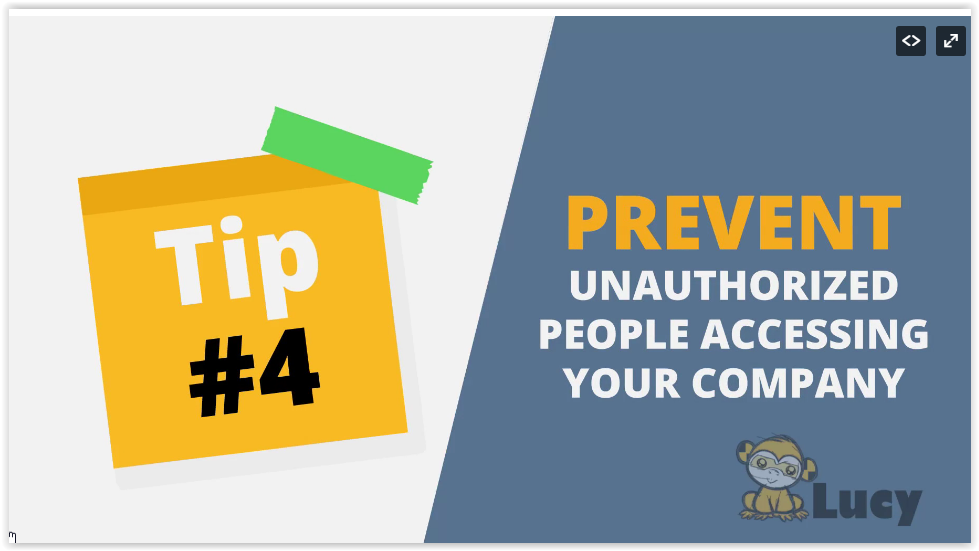 Tip
#4
PREVENT
UNAUTHORIZED
PEOPLE ACCESSING
YOUR COMPANY
Lucy